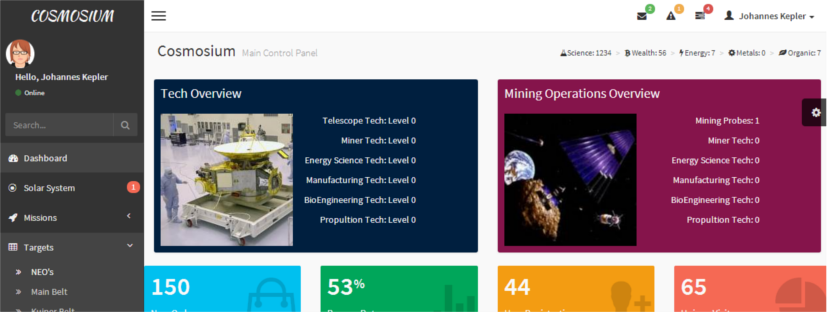 COSMOSIUM
2
1
4
Johannes Kepler
Hello, Johannes Kepler
Online
Search...
Dashboard
Solar System
1
Missions
Targets
NEO's
Main Belt
Kuiper Belt
Cosmosium Main Control Panel
Science: 1234 > Wealth: 56 > Energy: 7 > Metals: 0 > Organic: 7
Tech Overview
Telescope Tech: Level 0
Miner Tech: Level 0
Energy Science Tech: Level 0
Manufacturing Tech: Level 0
BioEngineering Tech: Level 0
Propultion Tech: Level 0
Mining Operations Overview
Mining Probes: 1
Miner Tech: 0
Energy Science Tech: 0
Manufacturing Tech: 0
BioEngineering Tech: 0
Propultion Tech: 0
150
53%
44
65